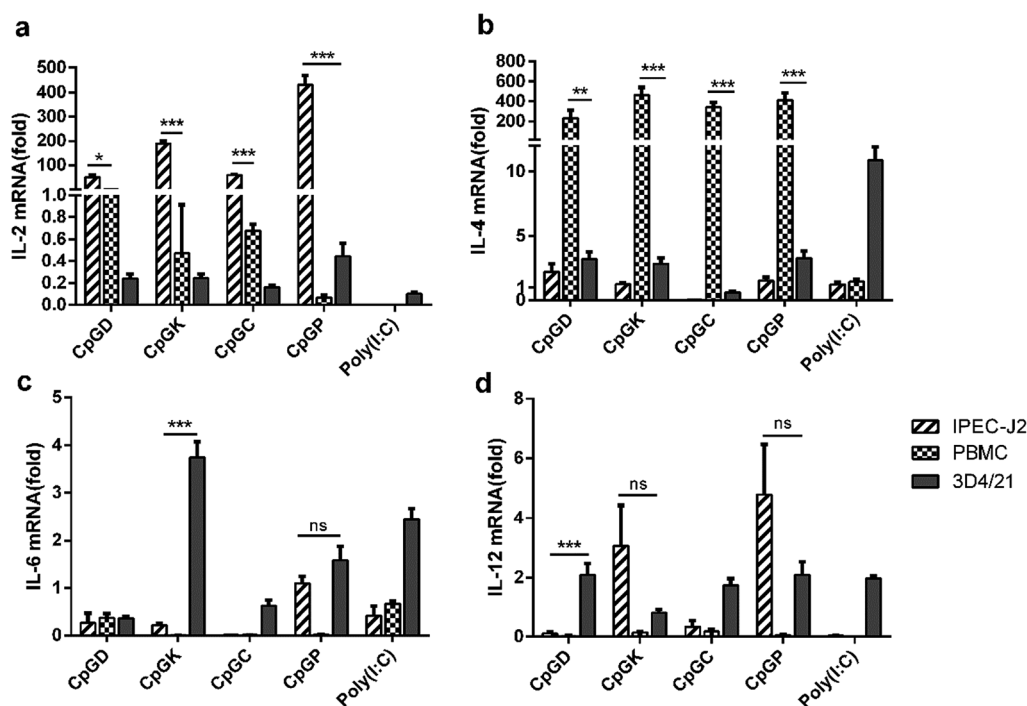 a
IL-2 mRNA(fold)
500
400
300
200
100
1.0
0.8
0.6
0.4
0.2
0.0
*
***
***
***
CpGD
CpGK
CpGC
CpGP
Poly(I:C)
b
IL-4 mRNA(fold)
800
600
400
200
10
5
1
0
**
***
***
***
CpGD
CpGK
CpGC
CpGP
Poly(I:C)
c
IL-6 mRNA(fold)
5
4
3
2
1
0
***
ns
CpGD
CpGK
CpGC
CpGP
Poly(I:C)
d
IL-12 mRNA(fold)
8
6
4
2
0
***
ns
ns
CpGD
CpGK
CpGC
CpGP
Poly(I:C)
IPEC-J2
PBMC
3D4/21